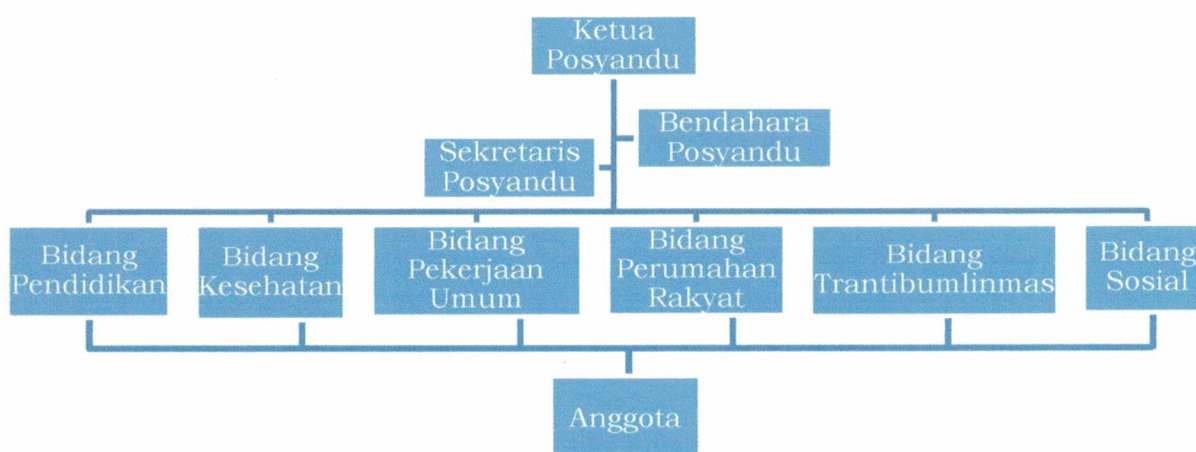 Ketua
Posyandu
Bendahara
Posyandu
Sekretaris
Posyandu
Bidang
Pendidikan
Bidang
Kesehatan
Bidang
Pekerjaan
Umum
Bidang
Perumahan
Rakyat
Bidang
Trantibumlinmas
Bidang
Sosial
Anggota